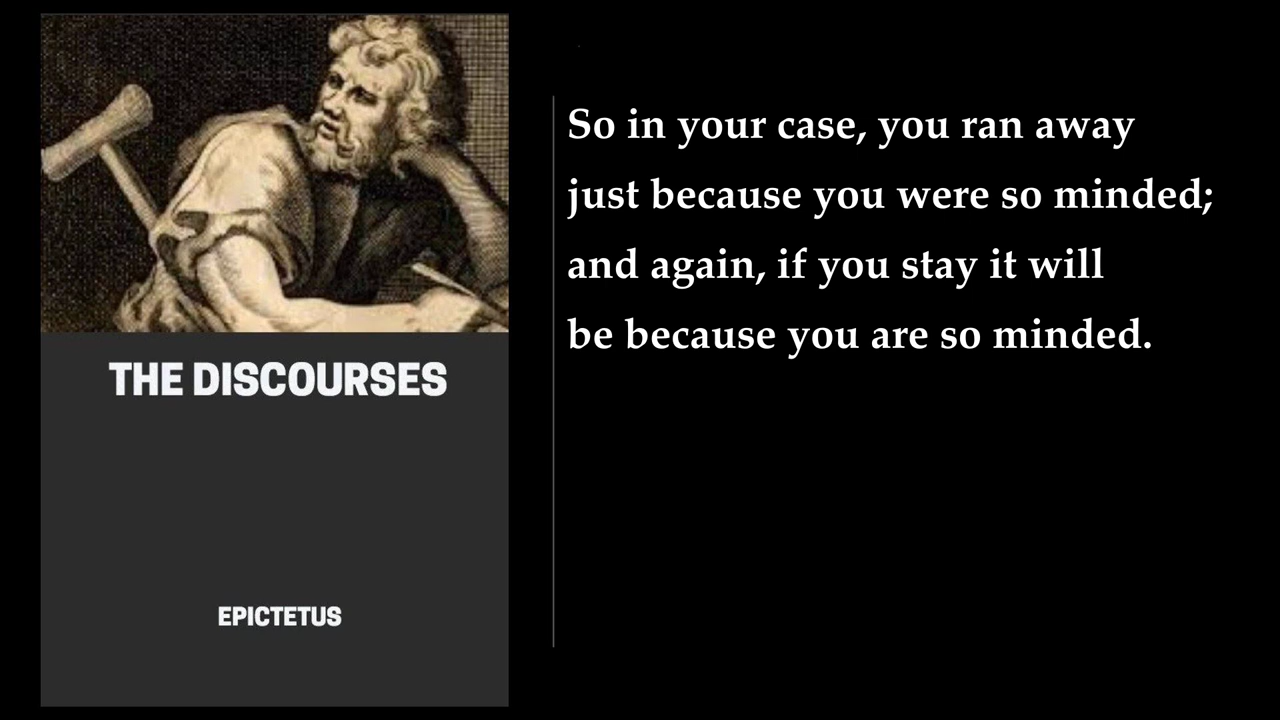 THE DISCOURSES
EPICTETUS
So in your case, you ran away
just because you were so minded;
and again, if you stay it will
be because you are so minded.